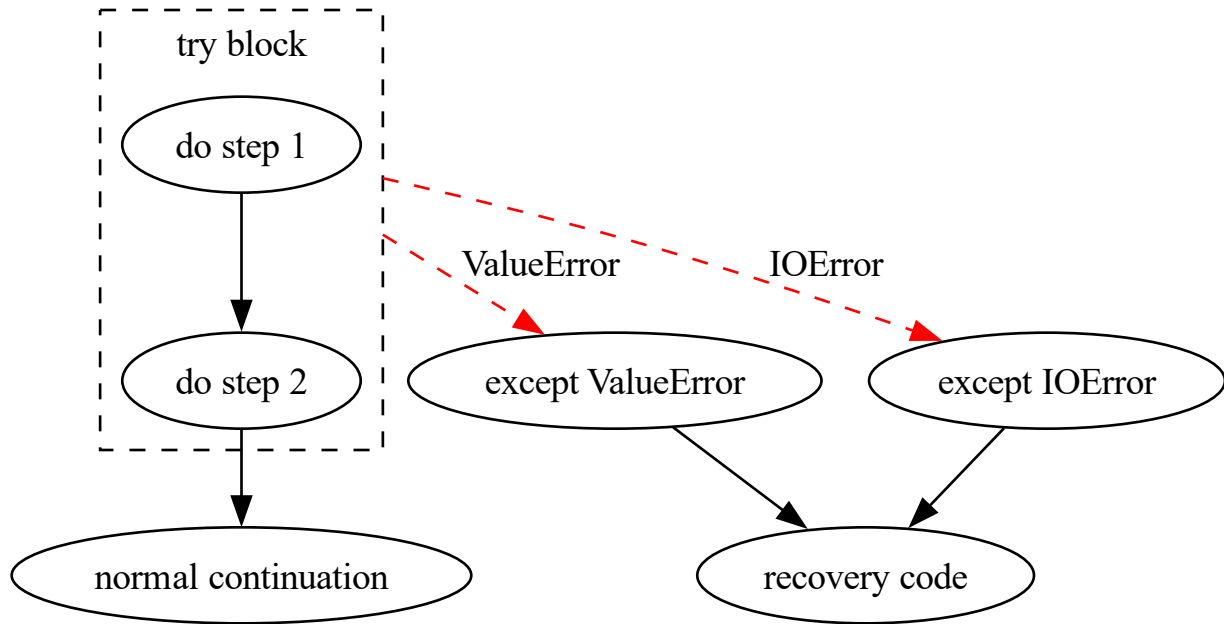 try block
do step 1
ValueError
IOError
do step 2
except ValueError
except IOError
normal continuation
recovery code